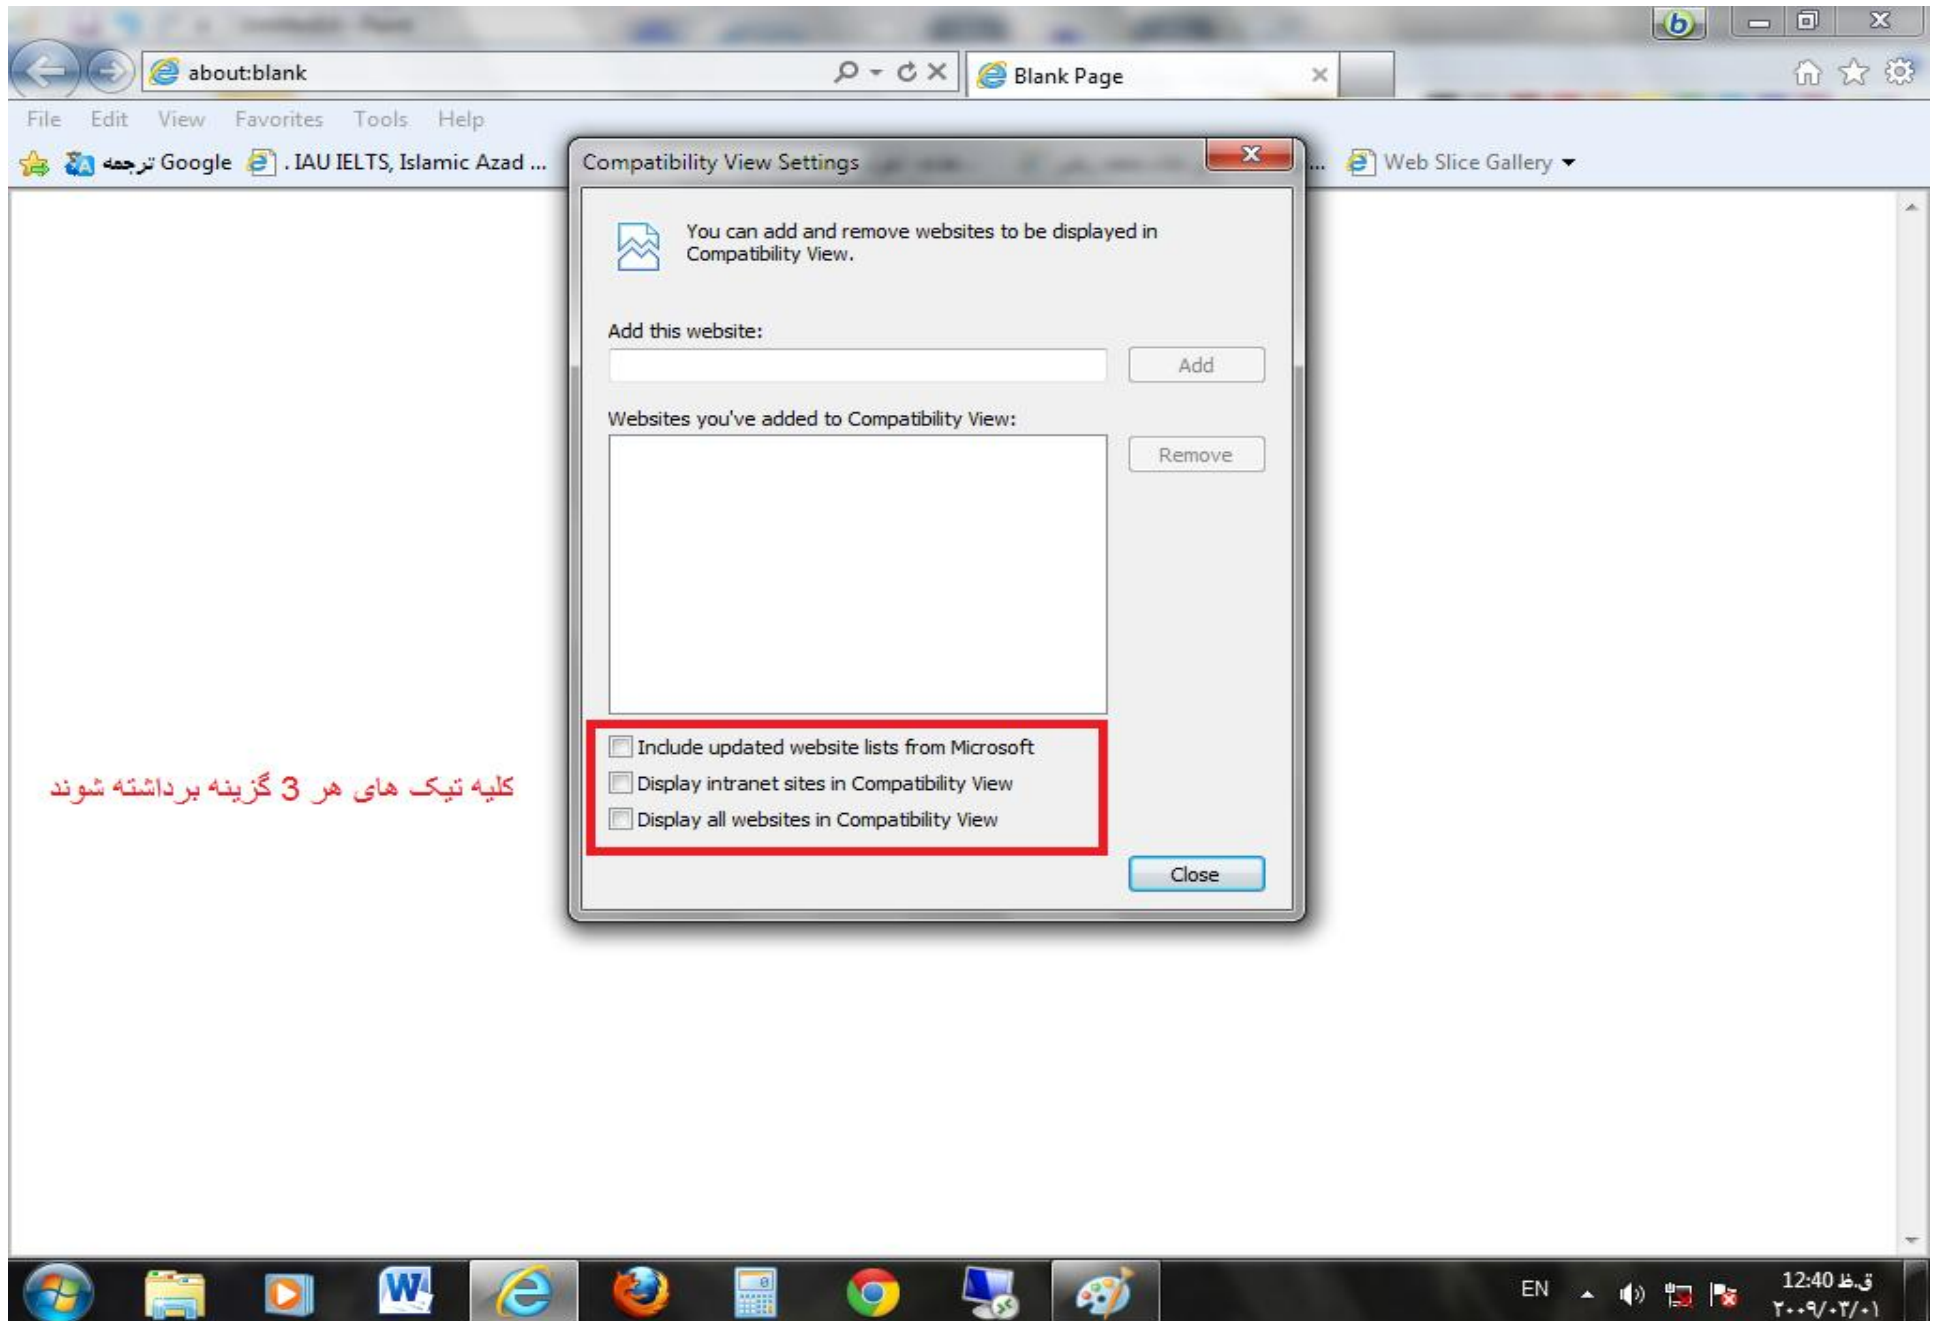 about:blank
Blank Page
File Edit View Favorites Tools Help
ترجمه Google
. IAU IELTS, Islamic Azad ...
...
Web Slice Gallery
Compatibility View Settings
You can add and remove websites to be displayed in
Compatibility View.
Add this website:
Add
Websites you've added to Compatibility View:
Remove
Include updated website lists from Microsoft
Display intranet sites in Compatibility View
Display all websites in Compatibility View
کلیه تیک های هر 3 گزینه برداشته شوند
Close
EN
12:40 ق.ظ
۲۰۰۹/۰۳/۰۱